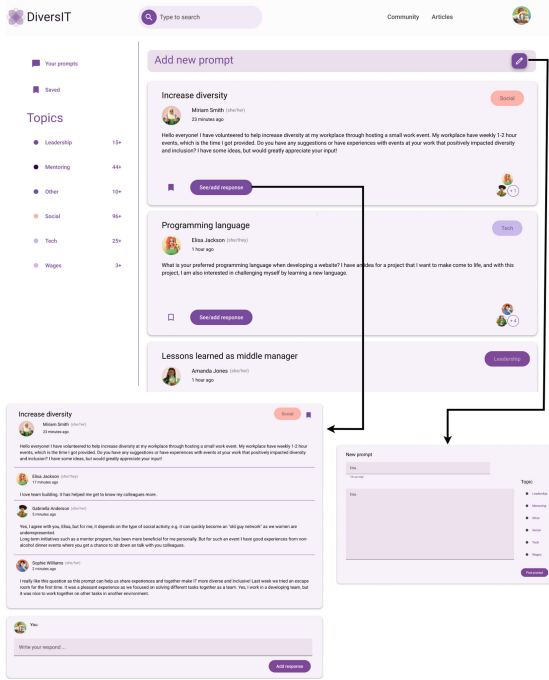 DiversIT
Type to search
Community
Articles
Your prompts
Saved
Topics
Leadership 15+
Mentoring 44+
Other 10+
Social 96+
Tech 25+
Wages 3+
Add new prompt
Increase diversity
Social
Miriam Smith (she/her)
23 minutes ago
Hello everyone! I have volunteered to help increase diversity at my workplace through hosting a small work event. My workplace have weekly 1-2 hour
events, which is the time I got provided. Do you have any suggestions or have experiences with events at your work that positively impacted diversity
and inclusion? I have some ideas, but would greatly appreciate your input!
See/add response
+ 1
Programming language
Tech
Elisa Jackson (she/they)
1 hour ago
What is your preferred programming language when developing a website? I have an idea for a project that I want to make come to life, and with this
project, I am also interested in challenging myself by learning a new language.
See/add response
+ 4
Lessons learned as middle manager
Leadership
Amanda Jones (she/her)
1 hour ago
Increase diversity
Social
Miriam Smith (she/her)
23 minutes ago
Hello everyone! I have volunteered to help increase diversity at my workplace through hosting a small work event. My workplace have weekly 1-2 hour
events, which is the time I got provided. Do you have any suggestions or have experiences with events at your work that positively impacted diversity
and inclusion? I have some ideas, but would greatly appreciate your input!
Elisa Jackson (she/they)
17 minutes ago
I love team building. It has helped me get to know my colleagues more.
Gabriella Anderson (she/her)
5 minutes ago
Yes, I agree with you, Elisa, but for me, it depends on the type of social activity, e.g. it can quickly become an "old guy network" as we women are
underrepresented.
Long term initiatives such as a mentor program, has been more beneficial for me personally. But for such an event I have good experiences from non-
alcohol dinner events where you get a chance to sit down an talk with you colleagues.
Sophie Williams (she/her)
2 minutes ago
I really like this question as this prompt can help us share experiences and together make IT more diverse and inclusive! Last week we tried an escape
room for the first time. It was a pleasant experience as we focused on solving different tasks together as a team. Yes, I work in a developing team, but
it was nice to work together on other tasks in another environment.
You
Write your respond ...
Add response
New prompt
Title
Topic
Leadership
Mentoring
Other
Social
Tech
Wages
Post prompt